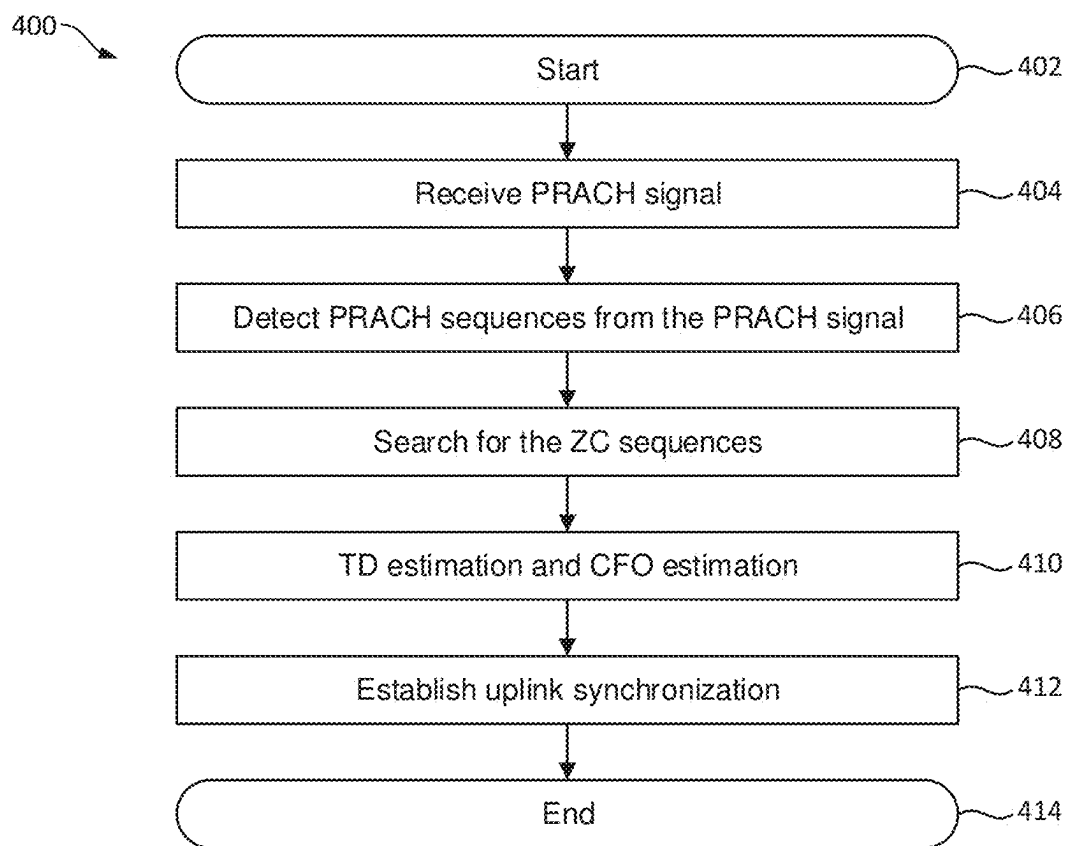 400
Start
402
Receive PRACH signal
404
Detect PRACH sequences from the PRACH signal
406
Search for the ZC sequences
408
TD estimation and CFO estimation
410
Establish uplink synchronization
412
End
414